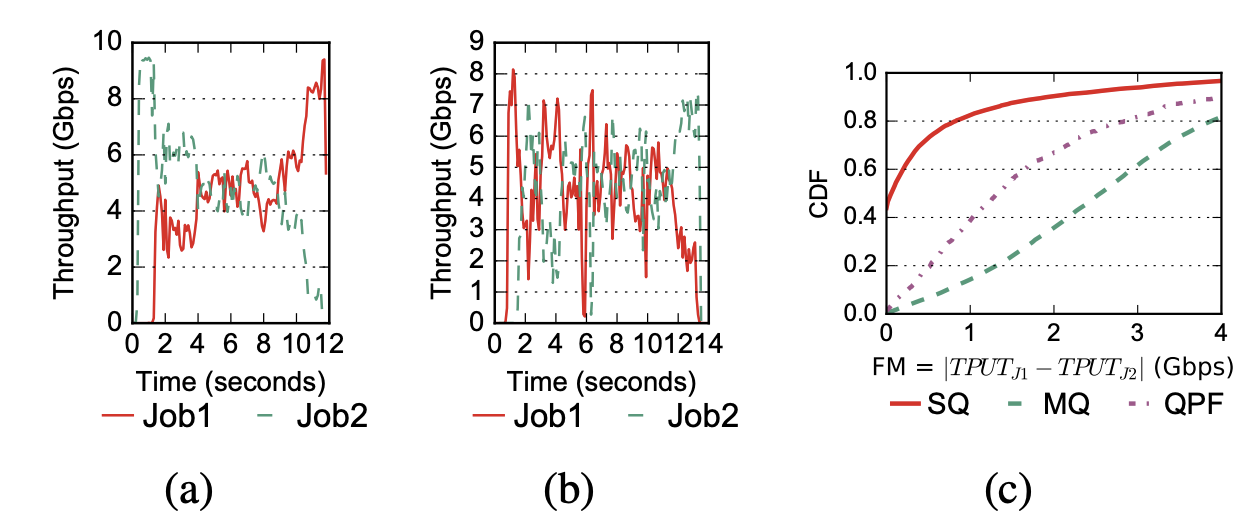 10
8
6
4
2
0
Throughput (Gbps)
0 2 4 6 8 10 12
Time (seconds)
Job1 Job2
(a)
9
8
7
6
5
4
3
2
1
0
Throughput (Gbps)
0 2 4 6 8 10 12 14
Time (seconds)
Job1 Job2
(b)
1.0
0.8
0.6
0.4
0.2
0.0
CDF
0 1 2 3 4
FM = |TPUT_J1 − TPUT_J2| (Gbps)
SQ MQ QPF
(c)